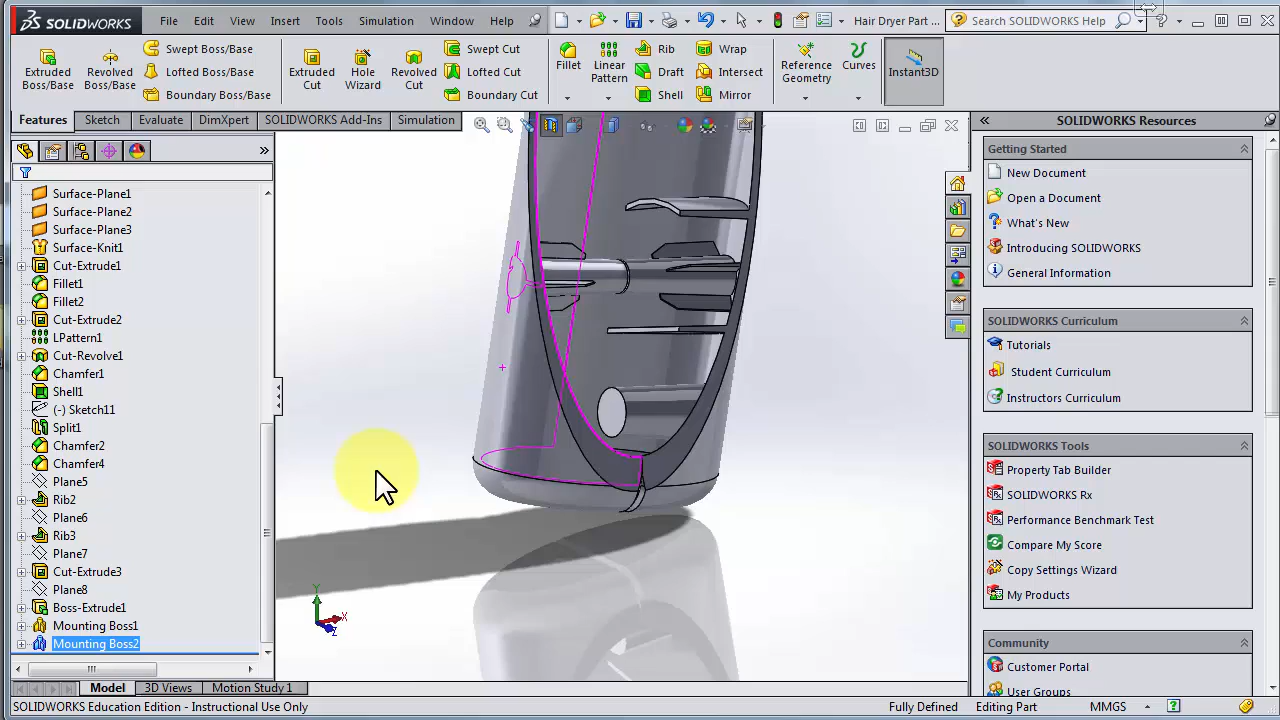 SOLIDWORKS File Edit View Insert Tools Simulation Window Help Hair Dryer Part ... Search SOLIDWORKS Help
Extruded Boss/Base
Revolved Boss/Base
Swept Boss/Base
Lofted Boss/Base
Boundary Boss/Base
Extruded Cut
Hole Wizard
Revolved Cut
Swept Cut
Lofted Cut
Boundary Cut
Fillet
Linear Pattern
Rib
Draft
Shell
Wrap
Intersect
Mirror
Reference Geometry
Curves
Instant3D
Features Sketch Evaluate DimXpert SOLIDWORKS Add-Ins Simulation
Surface-Plane1
Surface-Plane2
Surface-Plane3
Surface-Knit1
Cut-Extrude1
Fillet1
Fillet2
Cut-Extrude2
LPattern1
Cut-Revolve1
Chamfer1
Shell1
(-) Sketch11
Split1
Chamfer2
Chamfer4
Plane5
Rib2
Plane6
Rib3
Plane7
Cut-Extrude3
Plane8
Boss-Extrude1
Mounting Boss1
Mounting Boss2
Y
X
Z
SOLIDWORKS Resources
Getting Started
New Document
Open a Document
What's New
Introducing SOLIDWORKS
General Information
SOLIDWORKS Curriculum
Tutorials
Student Curriculum
Instructors Curriculum
SOLIDWORKS Tools
Property Tab Builder
SOLIDWORKS Rx
Performance Benchmark Test
Compare My Score
Copy Settings Wizard
My Products
Community
Customer Portal
User Groups
Model 3D Views Motion Study 1
SOLIDWORKS Education Edition - Instructional Use Only Fully Defined Editing Part MMGS